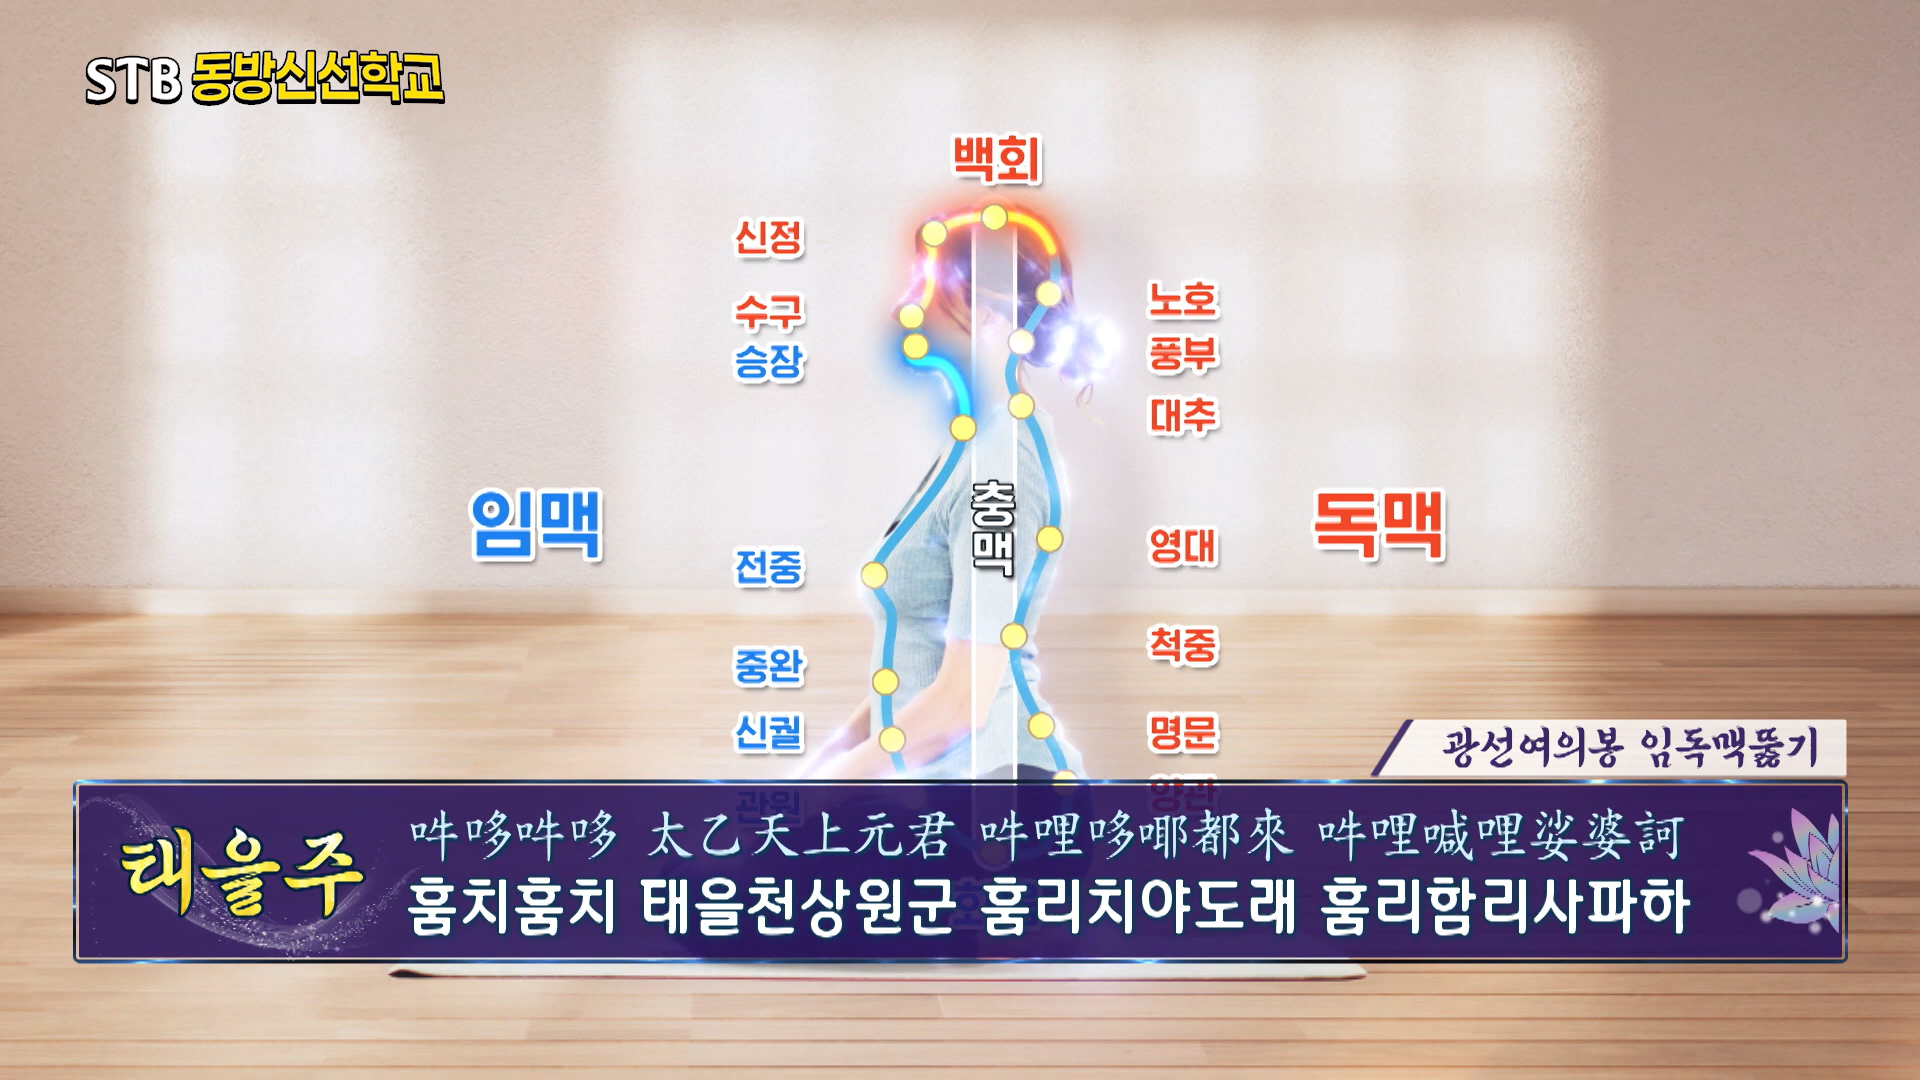 STB 동방신선학교
백회
신정
수구
승장
노호
풍부
대추
임맥
충맥
독맥
전중
중완
신궐
관원
영대
척중
명문
양관
광선여의봉 임독맥뚫기
태을주
吽哆吽哆 太乙天上元君 吽哩哆㖿都來 吽哩喊哩娑婆訶
훔치훔치 태을천상원군 훔리치야도래 훔리함리사파하